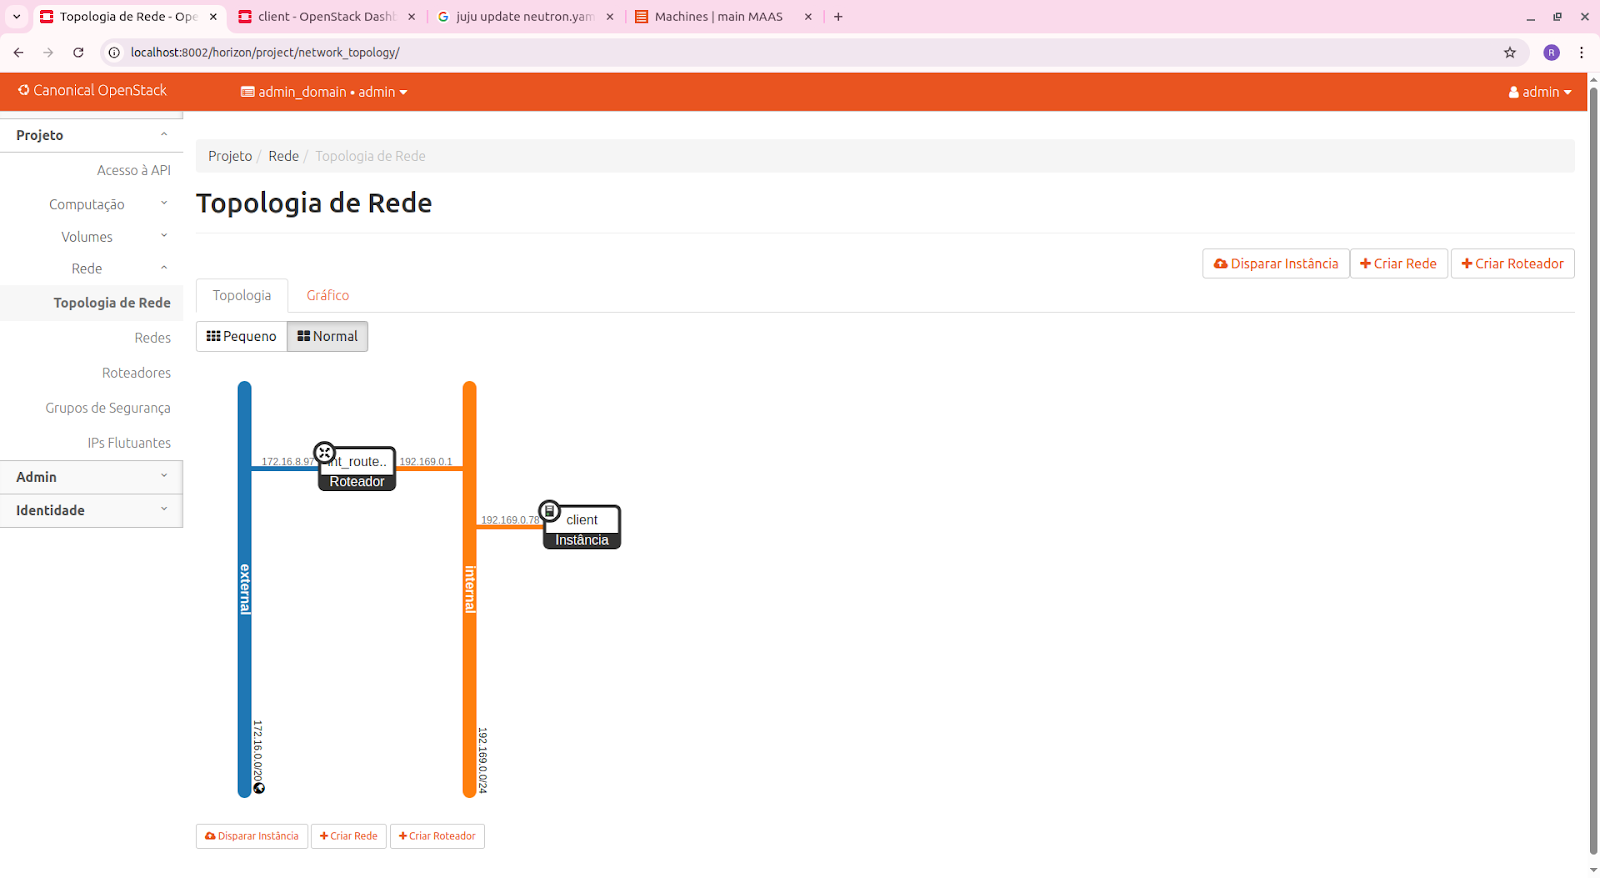 Topologia de Rede - Ope
client - OpenStack Dashb
juju update neutron.yam
Machines | main MAAS
localhost:8002/horizon/project/network_topology/
R
Canonical OpenStack
admin_domain • admin
admin
Projeto
Acesso à API
Computação
Volumes
Rede
Topologia de Rede
Redes
Roteadores
Grupos de Segurança
IPs Flutuantes
Admin
Identidade
Projeto / Rede / Topologia de Rede
Topologia de Rede
Disparar Instância
Criar Rede
Criar Roteador
Topologia
Gráfico
Pequeno
Normal
external
172.16.0.0/20
172.16.8.97
int_route..
Roteador
192.169.0.1
internal
192.169.0.0/24
192.169.0.78
client
Instância
Disparar Instância
Criar Rede
Criar Roteador